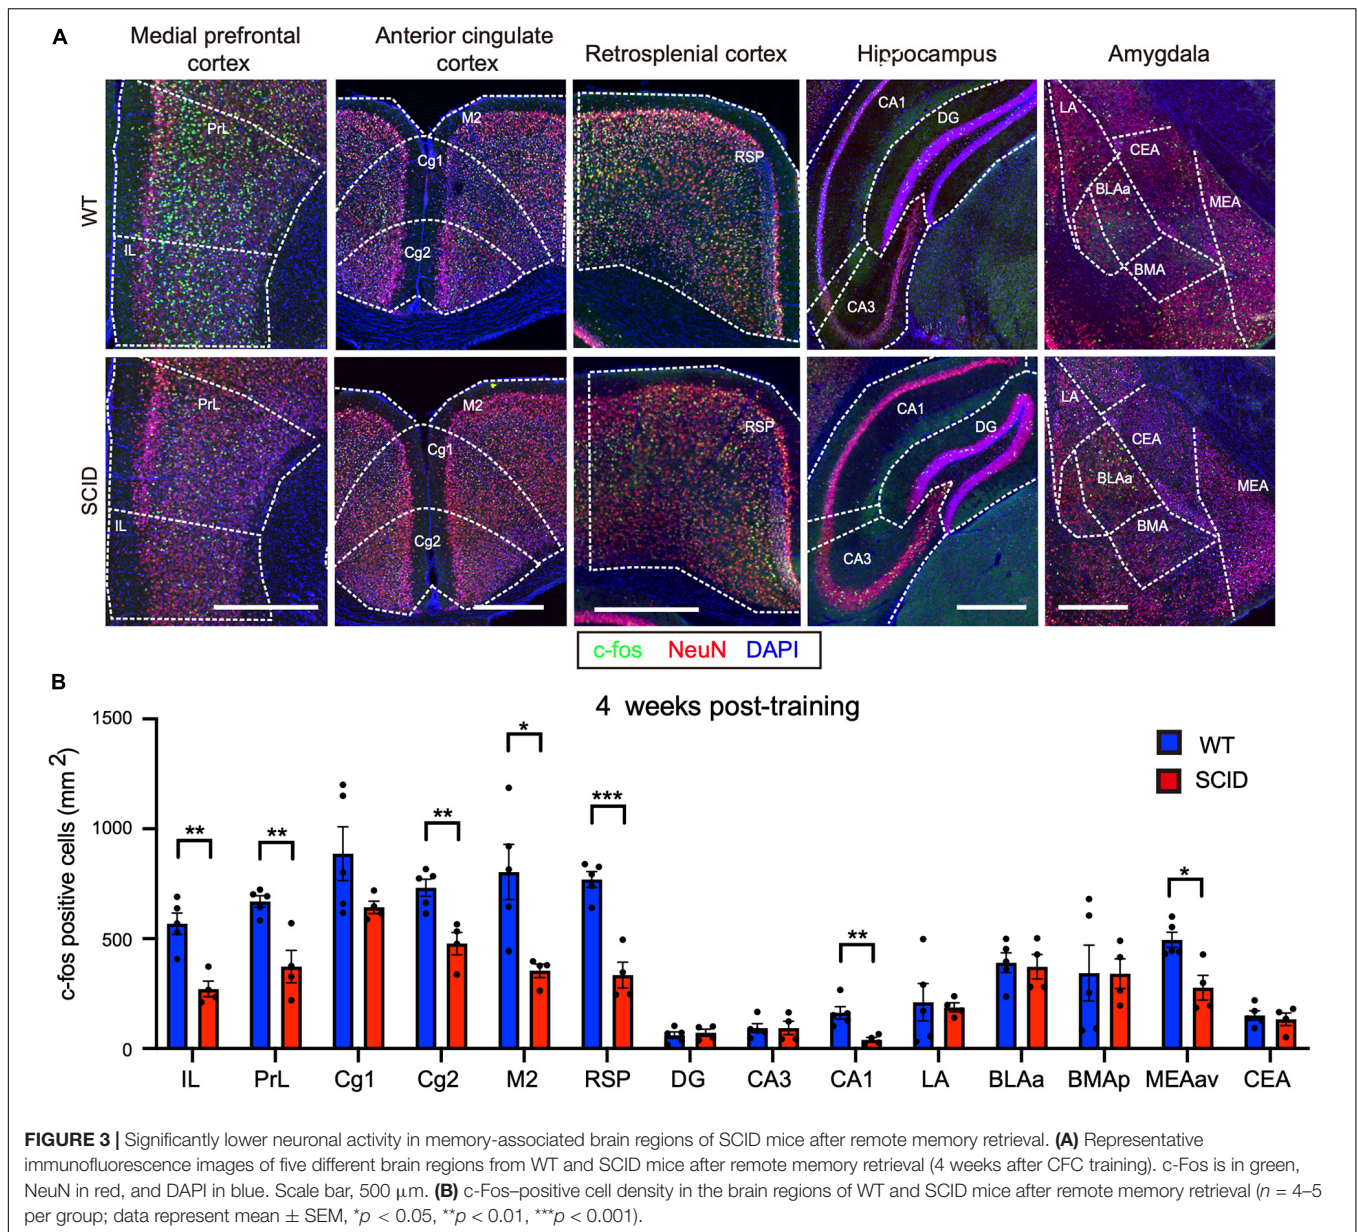 A
Medial prefrontal
cortex
Anterior cingulate
cortex
Retrosplenial cortex
Hippocampus
Amygdala
WT
PrL
IL
M2
Cg1
Cg2
RSP
CA1
DG
CA3
LA
CEA
BLAa
MEA
BMA
SCID
PrL
IL
M2
Cg1
Cg2
RSP
CA1
DG
CA3
LA
CEA
BLAa
MEA
BMA
c-fos NeuN DAPI
B
4 weeks post-training
c-fos positive cells (mm²)
1500
1000
500
0
** ** ** * *** ** *
WT
SCID
IL PrL Cg1 Cg2 M2 RSP DG CA3 CA1 LA BLAa BMAp MEAav CEA
FIGURE 3 | Significantly lower neuronal activity in memory-associated brain regions of SCID mice after remote memory retrieval. (A) Representative
immunofluorescence images of five different brain regions from WT and SCID mice after remote memory retrieval (4 weeks after CFC training). c-Fos is in green,
NeuN in red, and DAPI in blue. Scale bar, 500 μm. (B) c-Fos–positive cell density in the brain regions of WT and SCID mice after remote memory retrieval (n = 4–5
per group; data represent mean ± SEM, *p < 0.05, **p < 0.01, ***p < 0.001).